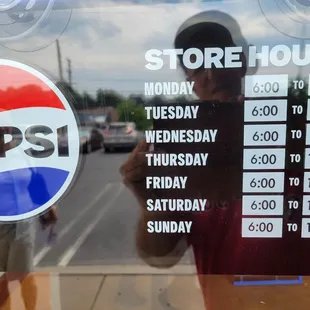 STORE HOU
MONDAY 6:00 TO
TUESDAY 6:00 TO
WEDNESDAY 6:00 TO
THURSDAY 6:00 TO
FRIDAY 6:00 TO
SATURDAY 6:00 TO
SUNDAY 6:00 TO
PSI